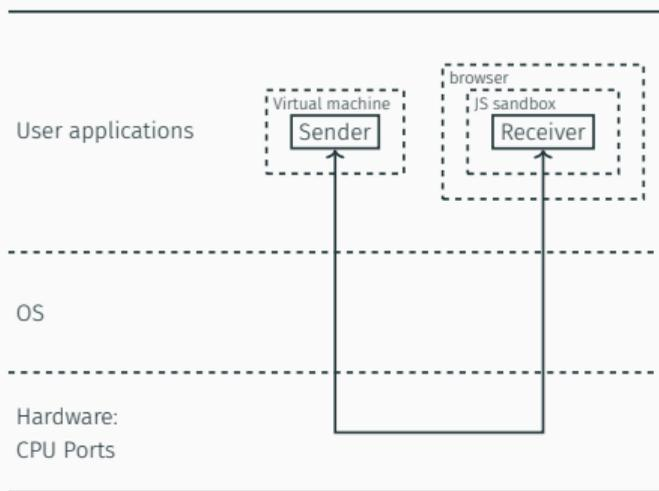 browser
Virtual machine
JS sandbox
User applications
Sender
Receiver
OS
Hardware:
CPU Ports